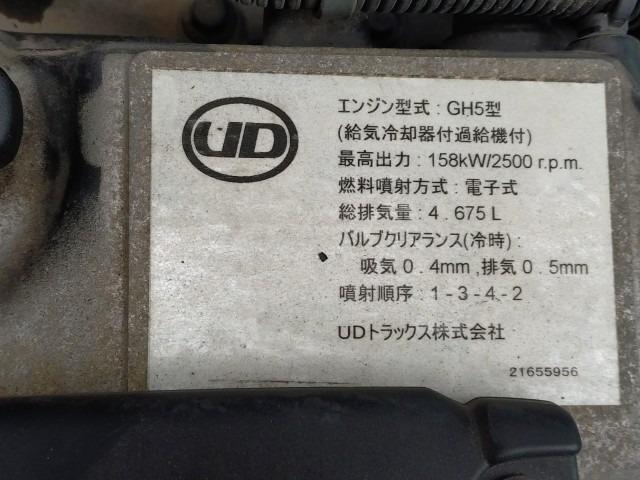 UD
エンジン型式 : GH5型
(給気冷却器付過給機付)
最高出力 : 158kW/2500 r.p.m.
燃料噴射方式 : 電子式
総排気量 : 4 . 675 L
バルブクリアランス(冷時) :
吸気 0 . 4mm ,排気 0 . 5mm
噴射順序 : 1 - 3 - 4 - 2
UDトラックス株式会社
21655956